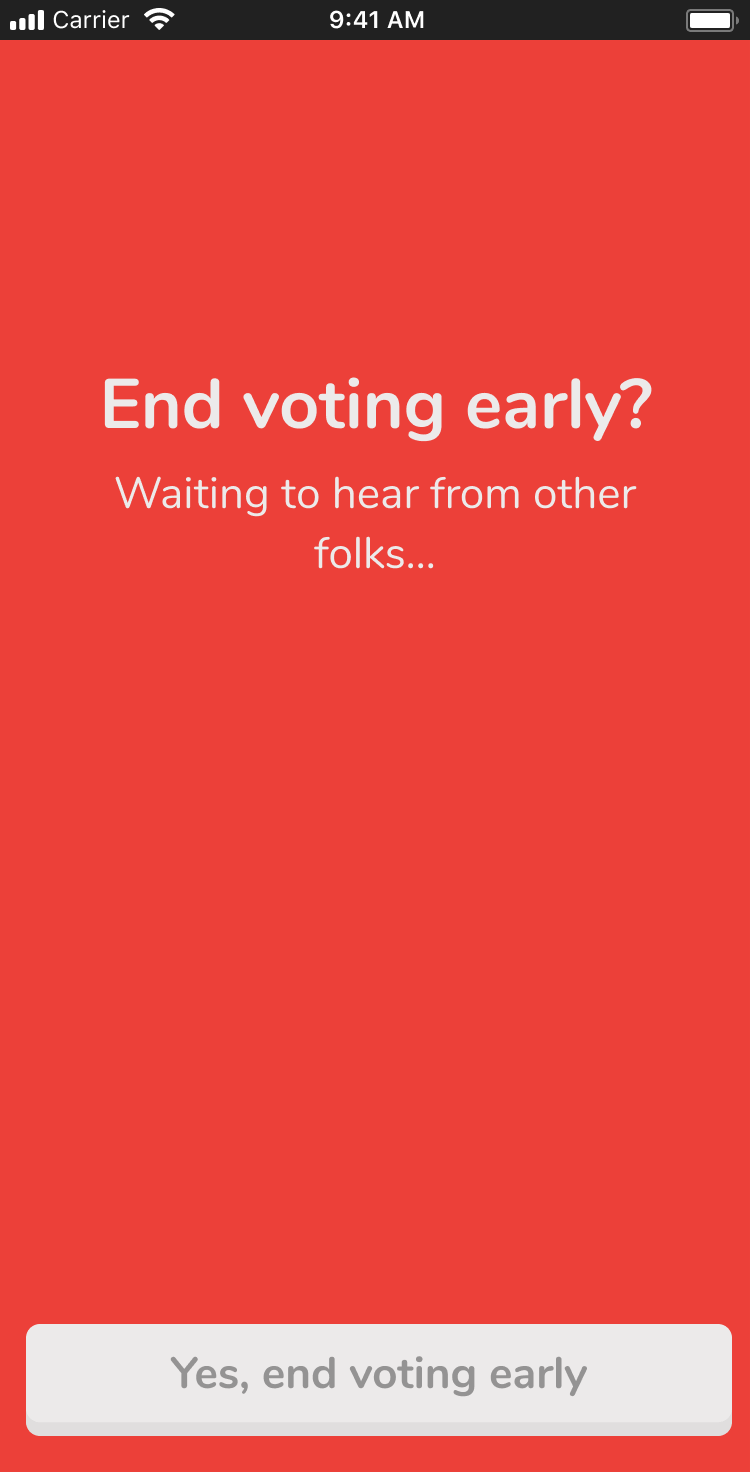 Carrier 9:41 AM
End voting early?
Waiting to hear from other
folks...
Yes, end voting early